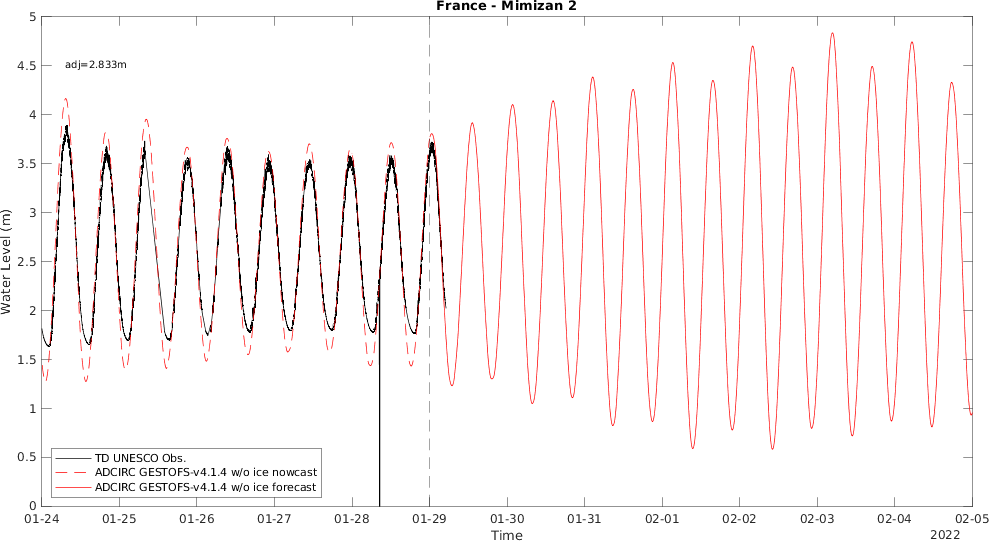 France - Mimizan 2
5
4.5
4
3.5
3
2.5
2
1.5
1
0.5
0
Water Level (m)
adj=2.833m
TD UNESCO Obs.
ADCIRC GESTOFS-v4.1.4 w/o ice nowcast
ADCIRC GESTOFS-v4.1.4 w/o ice forecast
01-24 01-25 01-26 01-27 01-28 01-29 01-30 01-31 02-01 02-02 02-03 02-04 02-05
Time
2022